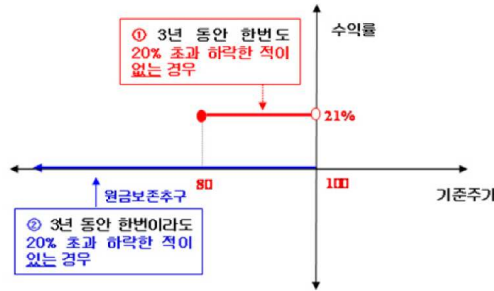 ① 3년 동안 한번도
20% 초과 하락한 적이
없는 경우
수익률
21%
원금보존추구
기준주가
② 3년 동안 한번이라도
20% 초과 하락한 적이
있는 경우